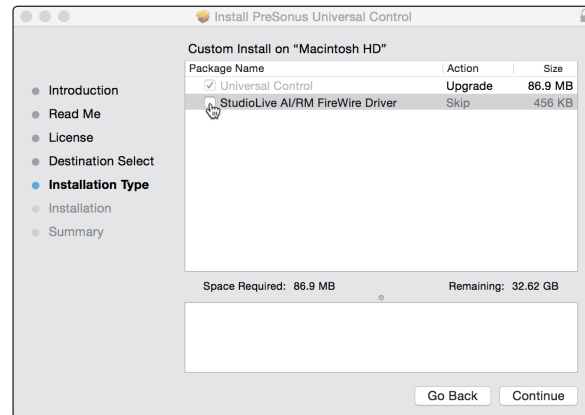 Install PreSonus Universal Control
Custom Install on “Macintosh HD”
Package Name Action Size
Universal Control Upgrade 86.9 MB
StudioLive AI/RM FireWire Driver Skip 456 KB
Introduction
Read Me
License
Destination Select
Installation Type
Installation
Summary
Space Required: 86.9 MB Remaining: 32.62 GB
Go Back Continue